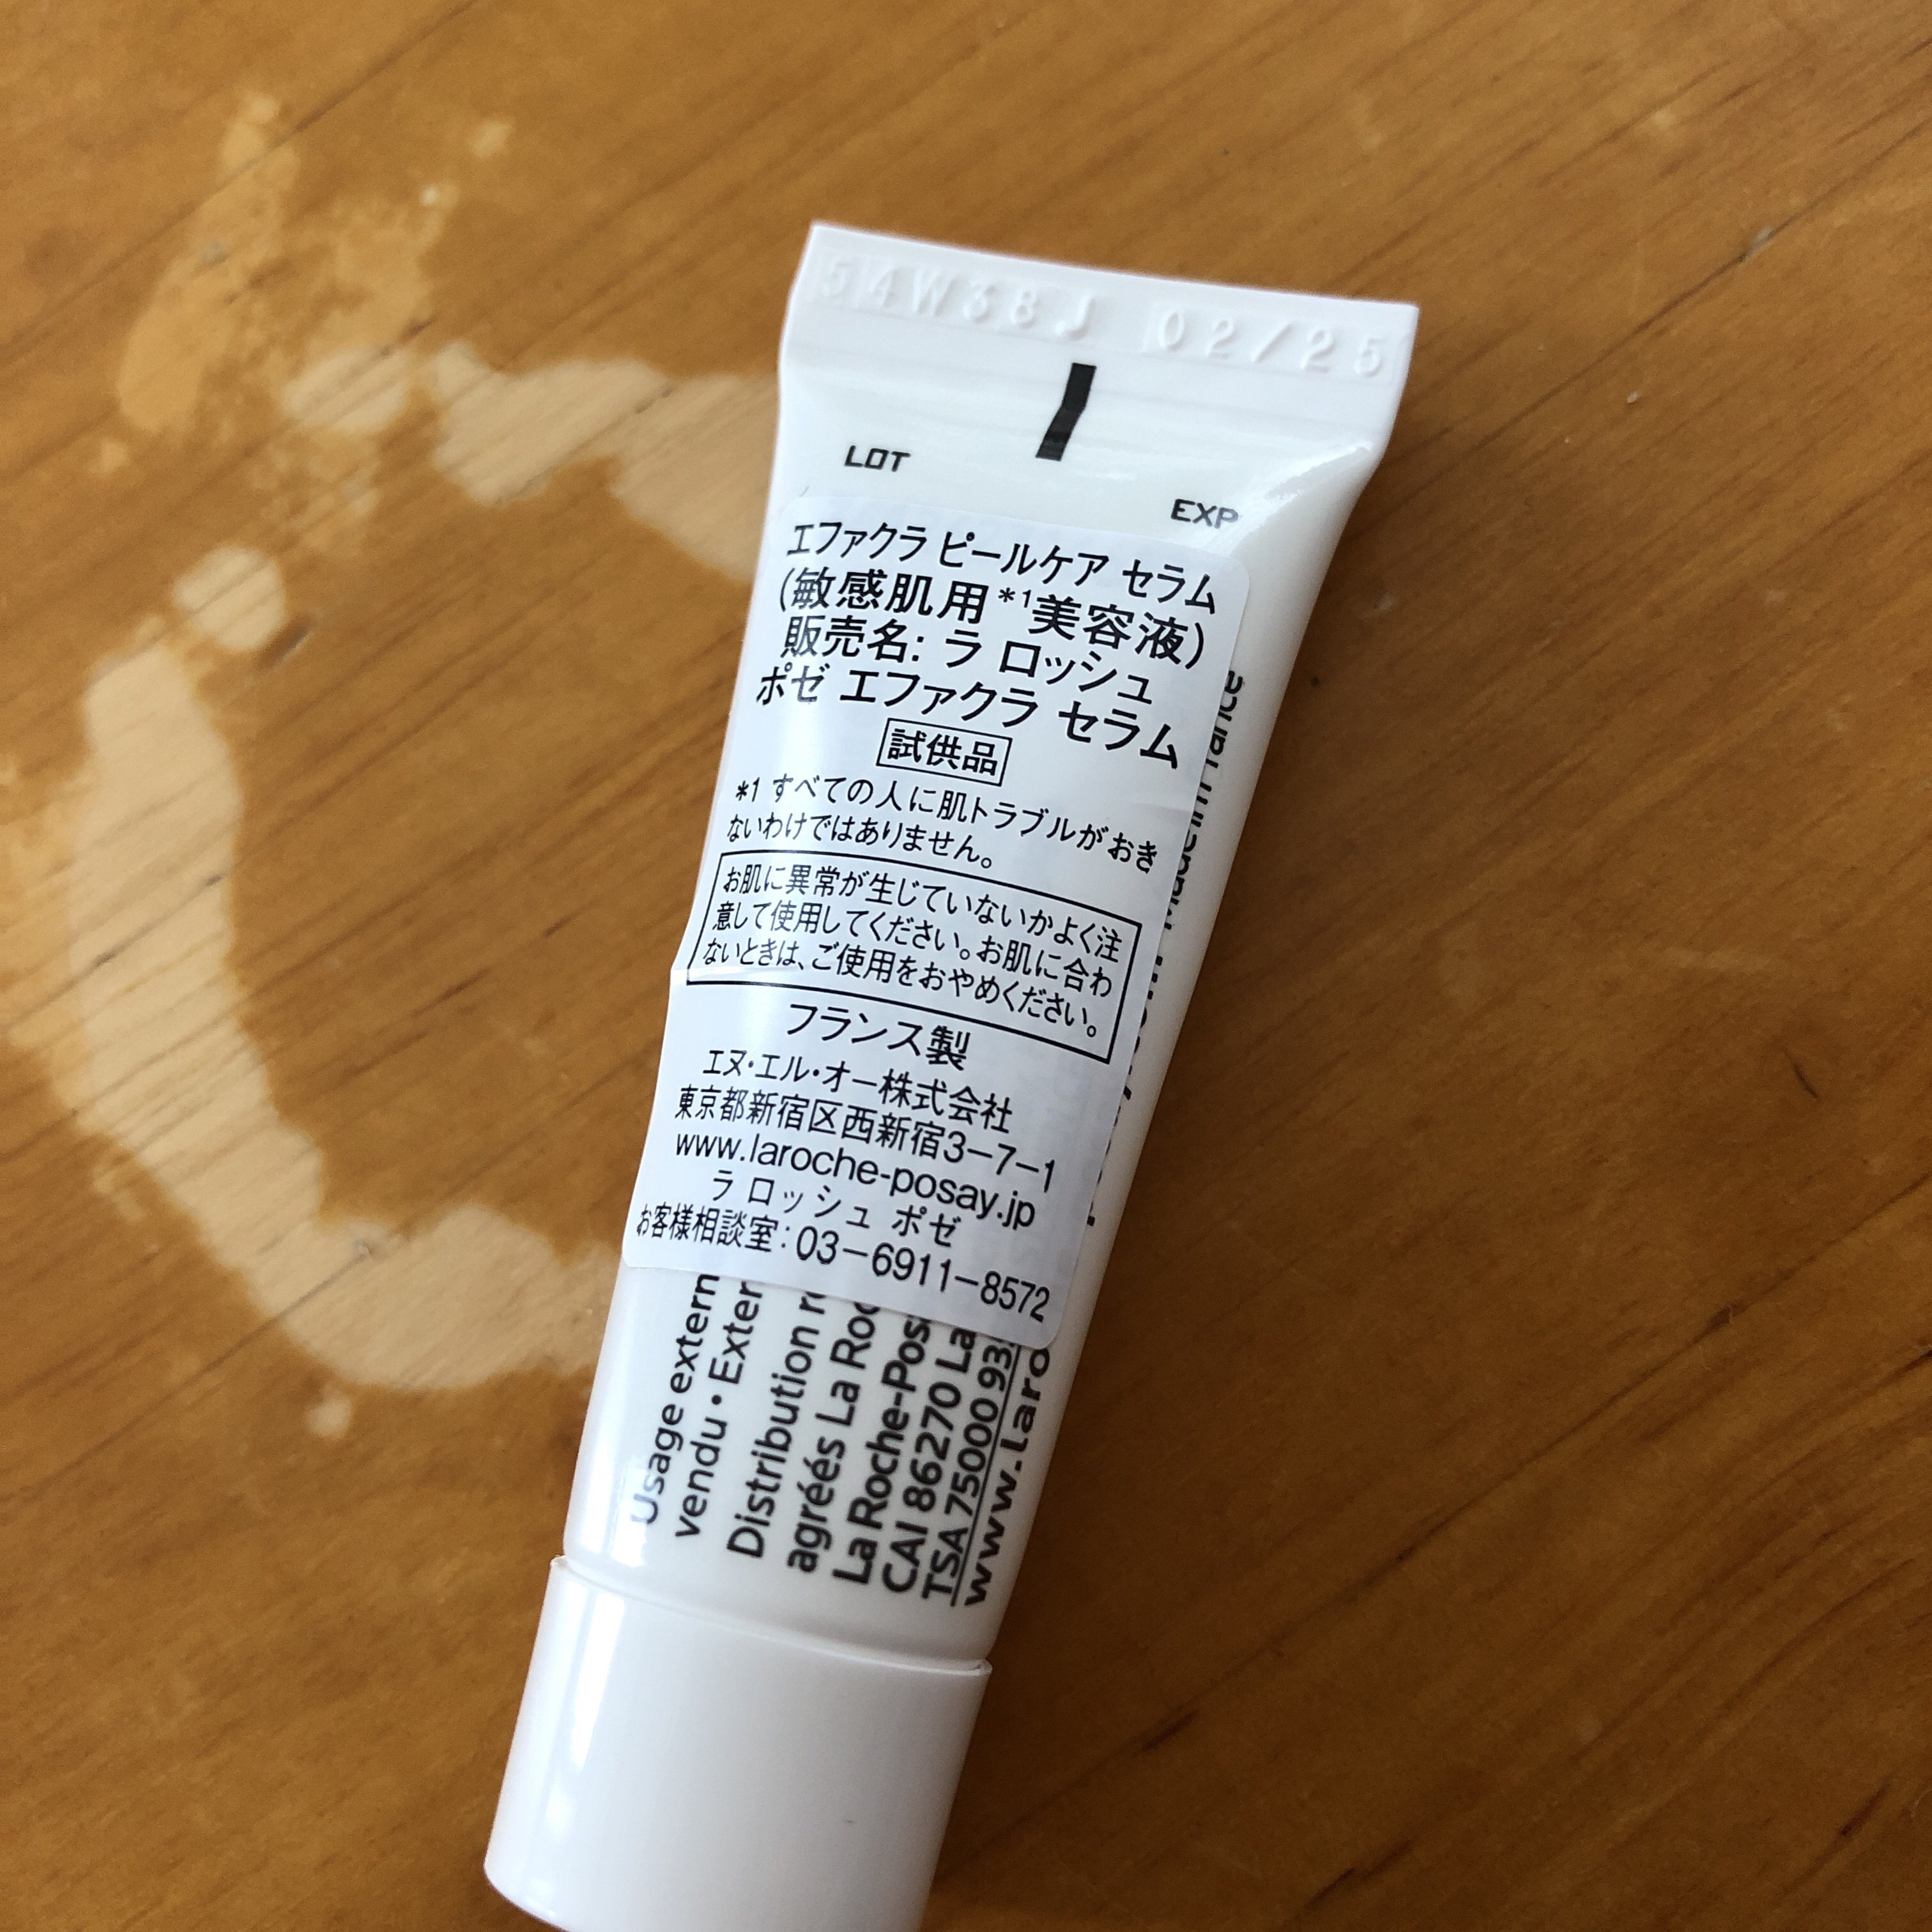 54W38J 02/25
LOT
EXP
エファクラ ピールケア セラム
(敏感肌用*1美容液)
販売名: ラ ロッシュ
ポゼ エファクラ セラム
試供品
*1 すべての人に肌トラブルがおき
ないわけではありません。
お肌に異常が生じていないかよく注
意して使用してください。お肌に合わ
ないときは、ご使用をおやめください。
フランス製
エヌ・エル・オー株式会社
東京都新宿区西新宿3-7-1
www.laroche-posay.jp
ラ ロッシュ ポゼ
お客様相談室: 03-6911-8572
Usage extern
vendu • Exter
Distribution
agréés La Roc
La Roche-Pos
CAI 86270 La
TSA 75000 93
www.laro